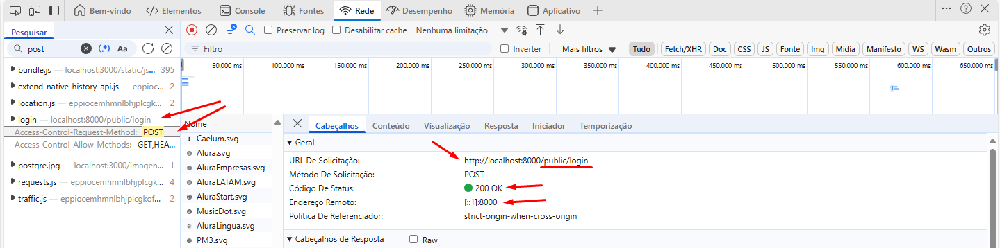 Bem-vindo Elementos Console Fontes Rede Desempenho Memória Aplicativo
Pesquisar
Preservar log Desabilitar cache Nenhuma limitação
post (.*) Aa
Filtro Inverter Mais filtros Tudo Fetch/XHR Doc CSS JS Fonte Img Mídia Manifesto WS Wasm Outros
50.000 ms 100.000 ms 150.000 ms 200.000 ms 250.000 ms 300.000 ms 350.000 ms 400.000 ms 450.000 ms 500.000 ms 550.000 ms 600.000 ms 650.000 ms
bundle.js — localhost:3000/static/js... 395
extend-native-history-api.js — eppioc... 2
location.js — eppiocemhmnlbhjplcgk... 2
login — localhost:8000/public/login
Access-Control-Request-Method: POST
Access-Control-Allow-Methods: GET,HEA...
postgre.jpg — localhost:3000/imagen... 1
requests.js — eppiocemhmnlbhjplcgk... 4
traffic.js — eppiocemhmnlbhjplcgkof... 2
Nome
Caelum.svg
Alura.svg
AluraEmpresas.svg
AluraLATAM.svg
AluraStart.svg
MusicDot.svg
AluraLingua.svg
PM3.svg
Cabeçalhos Conteúdo Visualização Resposta Iniciador Temporização
Geral
URL De Solicitação: http://localhost:8000/public/login
Método De Solicitação: POST
Código De Status: 200 OK
Endereço Remoto: [::1]:8000
Política De Referenciador: strict-origin-when-cross-origin
Cabeçalhos de Resposta Raw